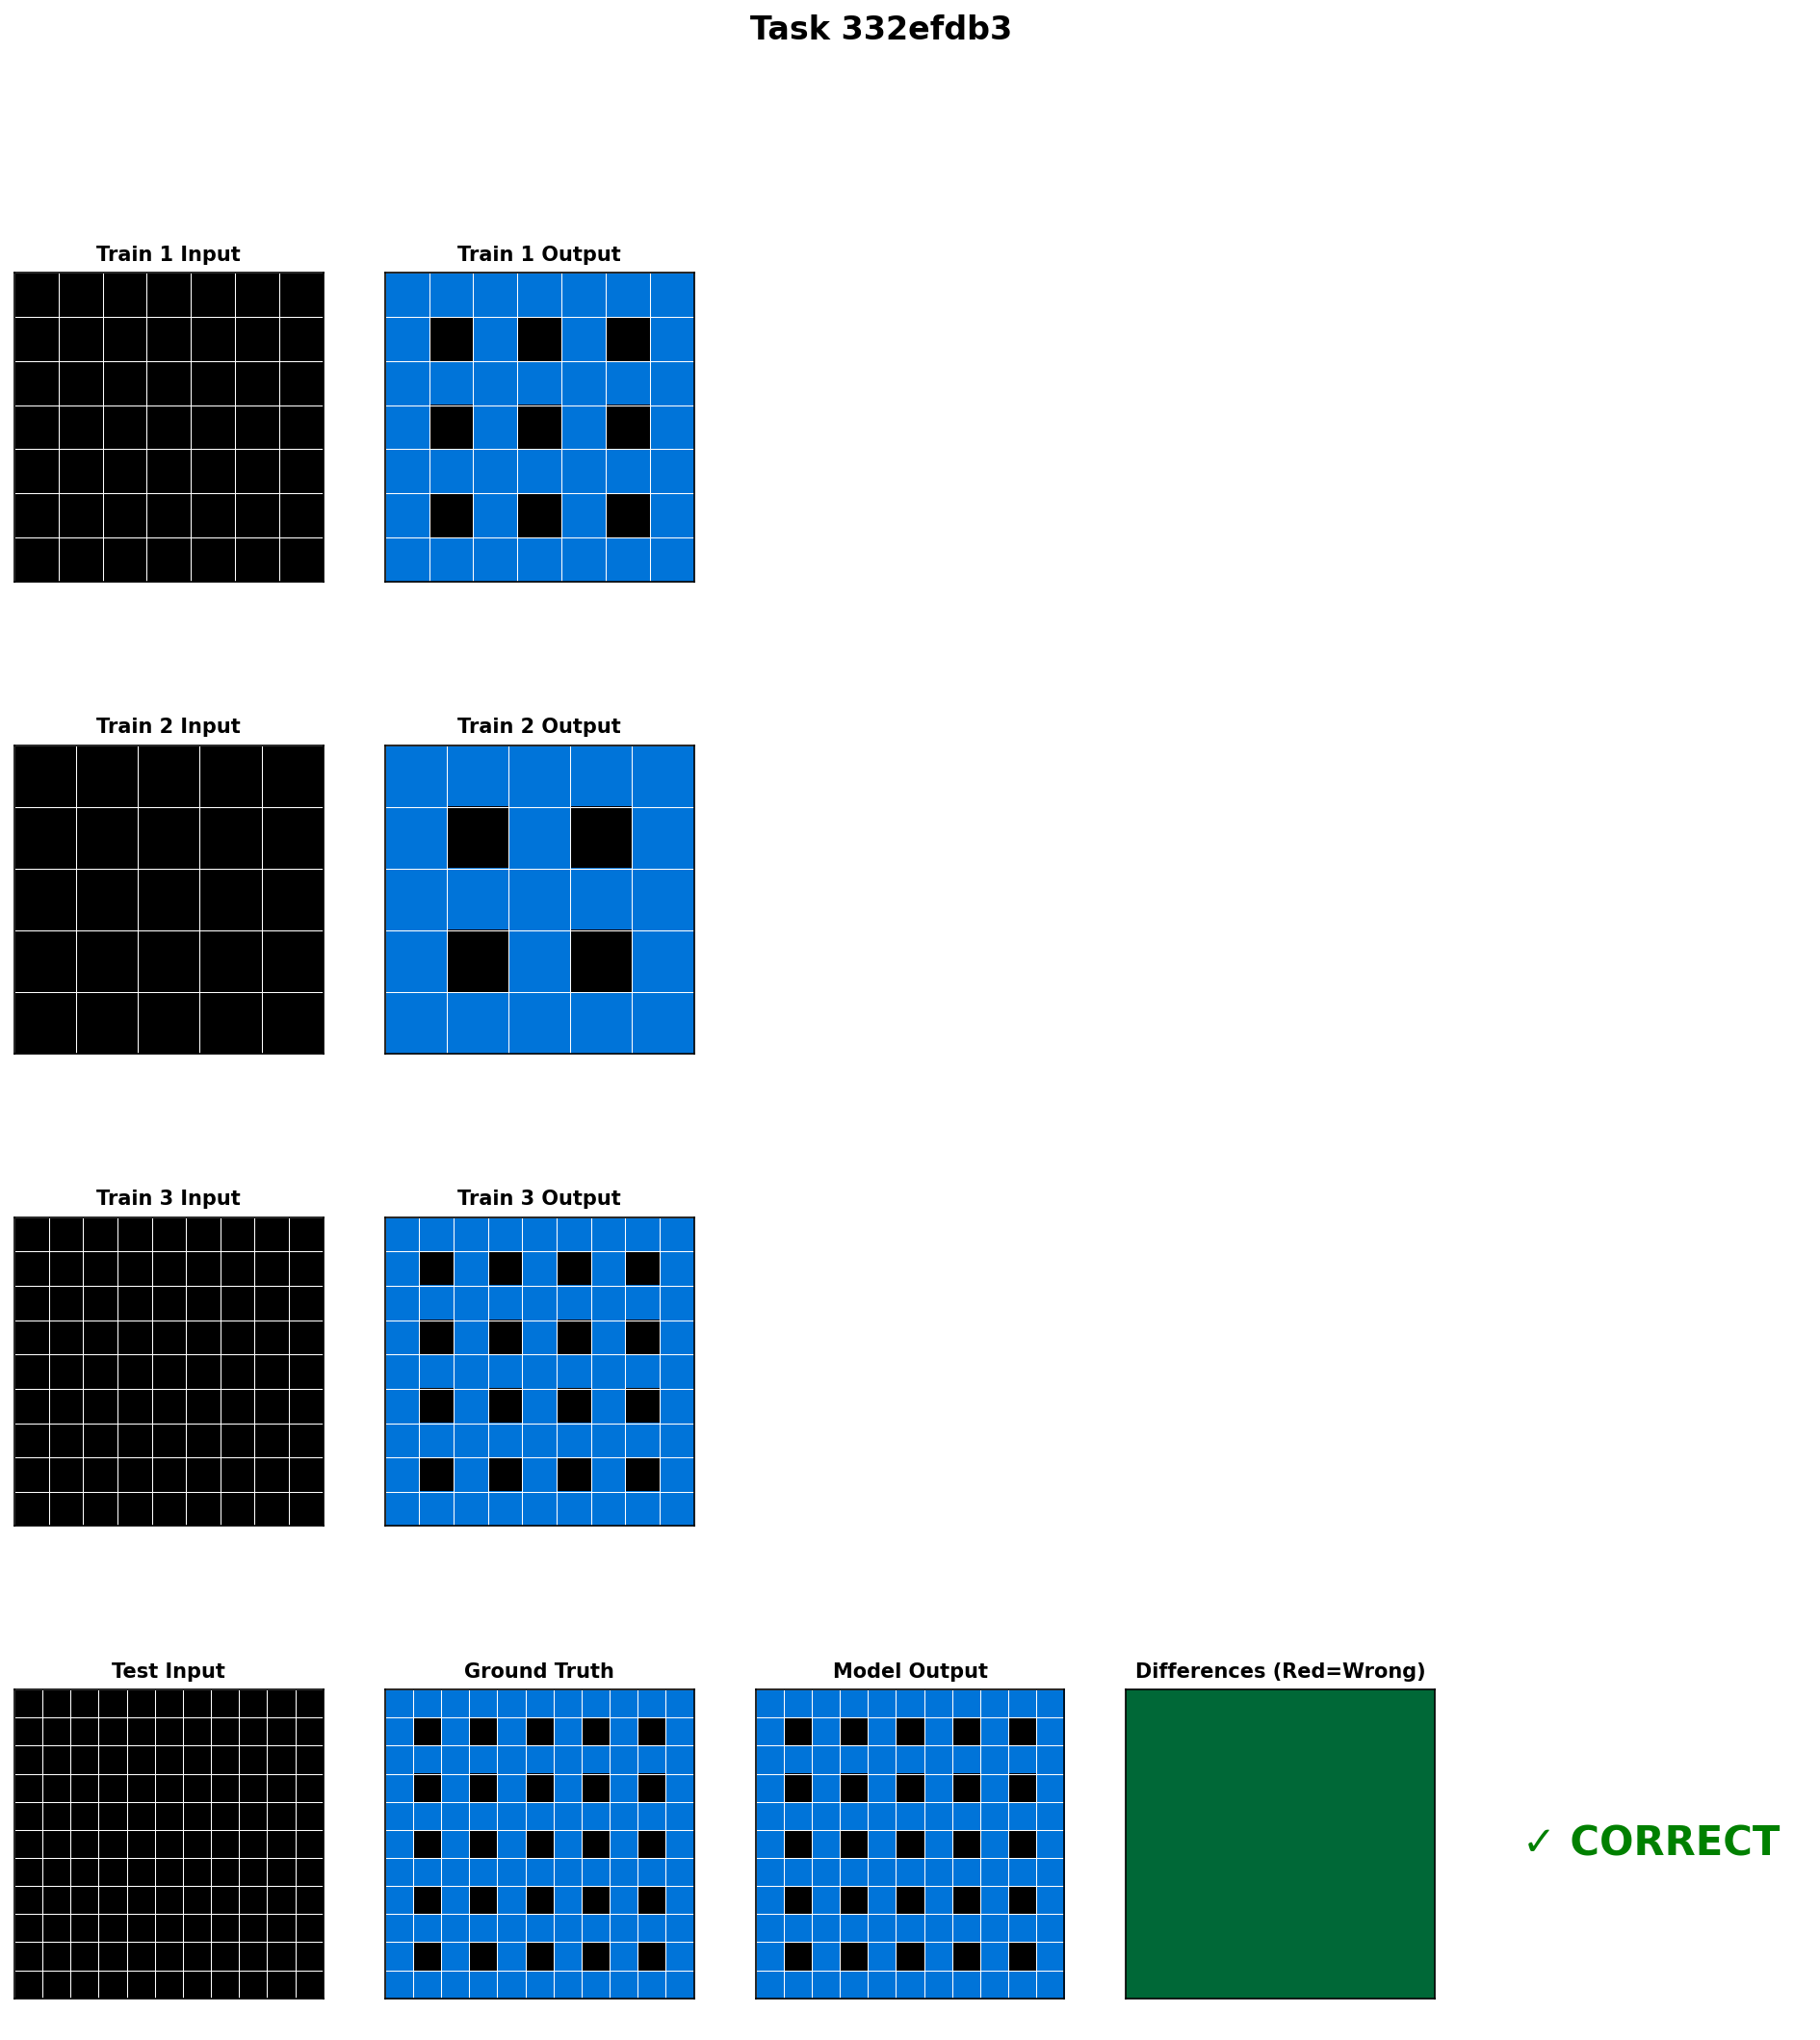 Task 332efdb3
Train 1 Input
Train 1 Output
Train 2 Input
Train 2 Output
Train 3 Input
Train 3 Output
Test Input
Ground Truth
Model Output
Differences (Red=Wrong)
✓ CORRECT